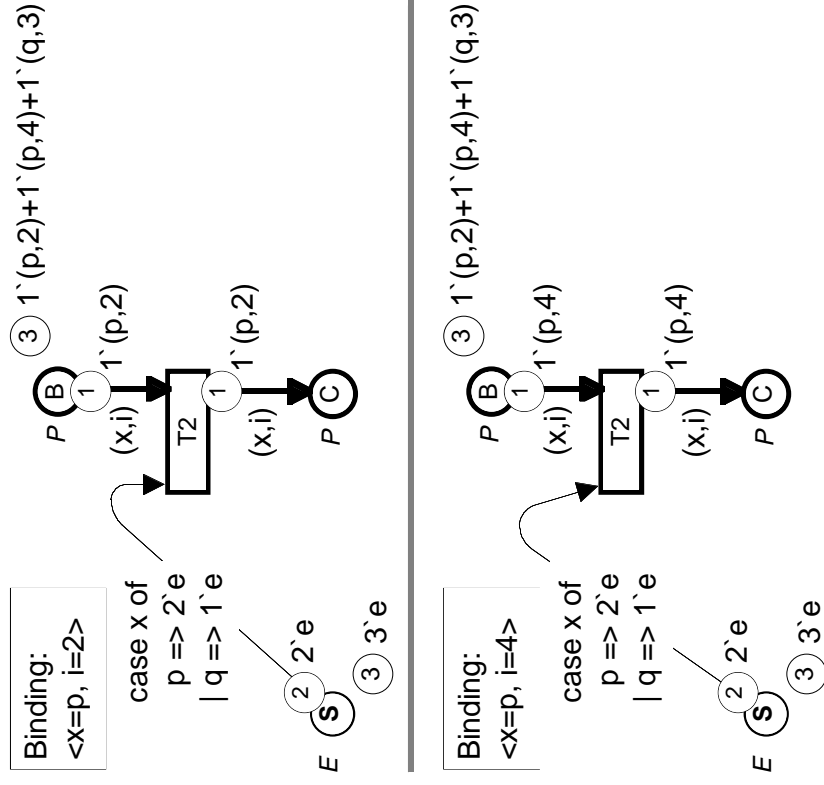 Binding:
<x=p, i=2>
case x of
p => 2`e
| q => 1`e
E
S
2
2`e
3
3`e
P
B
3
1`(p,2)+1`(p,4)+1`(q,3)
1
1`(p,2)
(x,i)
T2
1
1`(p,2)
(x,i)
P
C
Binding:
<x=p, i=4>
case x of
p => 2`e
| q => 1`e
E
S
2
2`e
3
3`e
P
B
3
1`(p,2)+1`(p,4)+1`(q,3)
1
1`(p,4)
(x,i)
T2
1
1`(p,4)
(x,i)
P
C